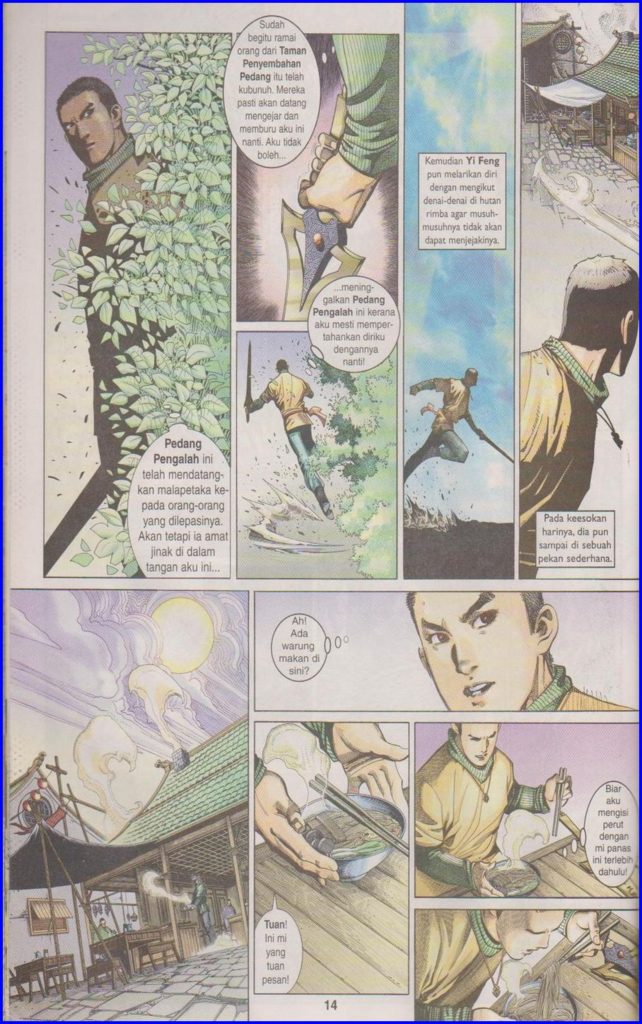 Sudah
begitu ramai
orang dari Taman
Penyembahan
Pedang itu telah
kubunuh. Mereka
pasti akan datang
mengejar dan
memburu aku ini
nanti. Aku tidak
boleh...
...mening-
galkan Pedang
Pengalah ini kerana
aku mesti memper-
tahankan diriku
dengannya
nanti!
Pedang
Pengalah ini
telah mendatang-
kan malapetaka ke-
pada orang-orang
yang dilepasinya.
Akan tetapi ia amat
jinak di dalam
tangan aku ini...
Kemudian Yi Feng
pun melarikan diri
dengan mengikut
denai-denai di hutan
rimba agar musuh-
musuhnya tidak akan
dapat menjejakinya.
Pada keesokan
harinya, dia pun
sampai di sebuah
pekan sederhana.
Ah!
Ada
warung
makan di
sini?
Tuan!
Ini mi
yang
tuan
pesan!
Biar
aku
mengisi
perut
dengan
mi panas
ini terlebih
dahulu!
14